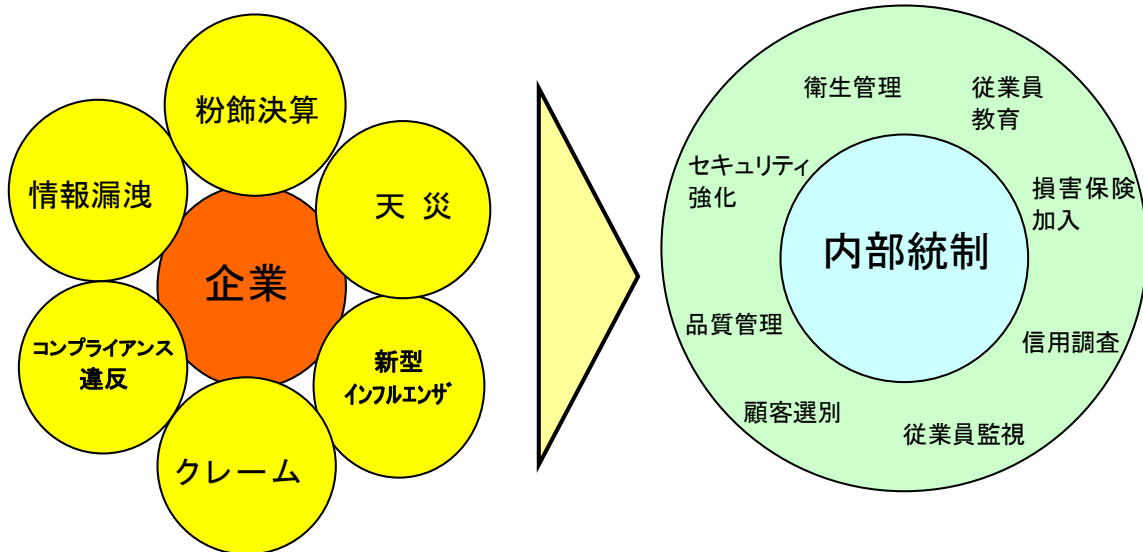 粉飾決算
情報漏洩
天 災
企業
コンプライアンス
違反
新型
インフルエンザ
クレーム
衛生管理
従業員
教育
セキュリティ
強化
損害保険
加入
内部統制
品質管理
信用調査
顧客選別
従業員監視